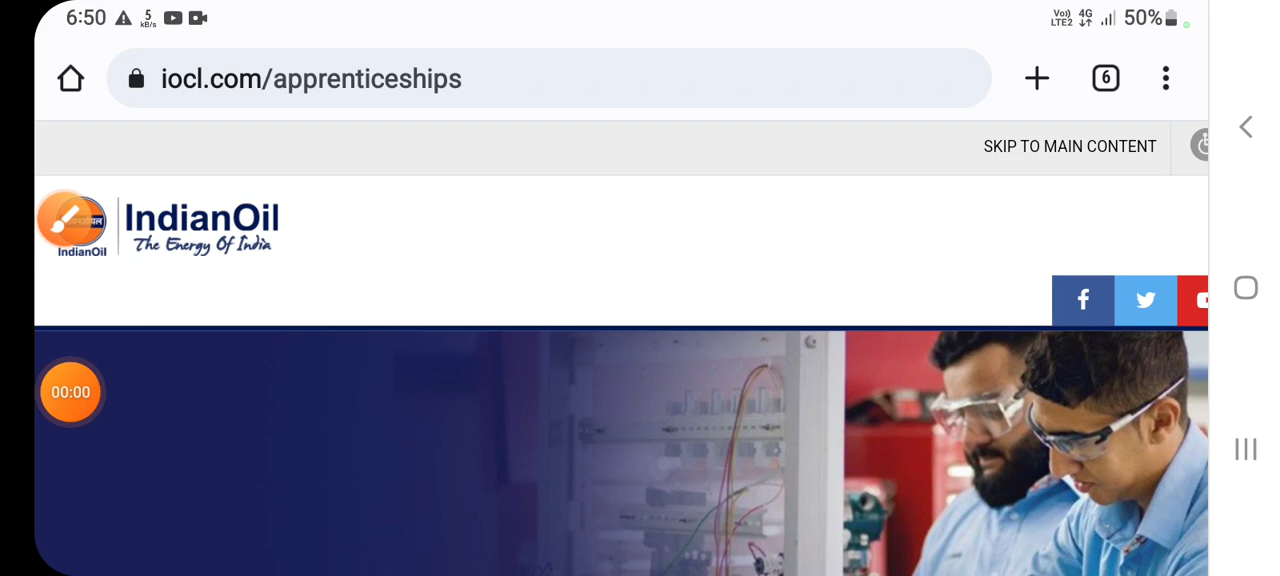 6:50 5 KB/s Vo)) LTE2 4G 50%
iocl.com/apprenticeships 6
SKIP TO MAIN CONTENT
IndianOil
The Energy Of India
IndianOil
00:00